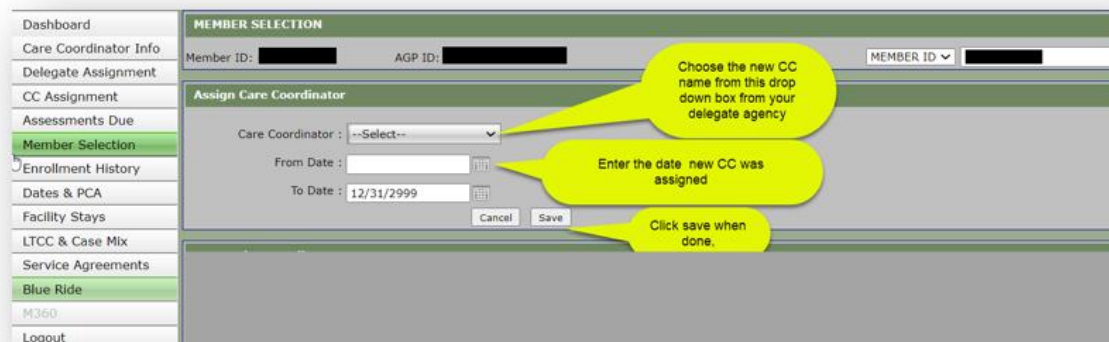 Dashboard
Care Coordinator Info
Delegate Assignment
CC Assignment
Assessments Due
Member Selection
Enrollment History
Dates & PCA
Facility Stays
LTCC & Case Mix
Service Agreements
Blue Ride
M360
Logout
MEMBER SELECTION
Member ID:
AGP ID:
MEMBER ID
Assign Care Coordinator
Care Coordinator : --Select--
From Date :
To Date : 12/31/2999
Cancel Save
Choose the new CC
name from this drop
down box from your
delegate agency
Enter the date new CC was
assigned
Click save when
done,